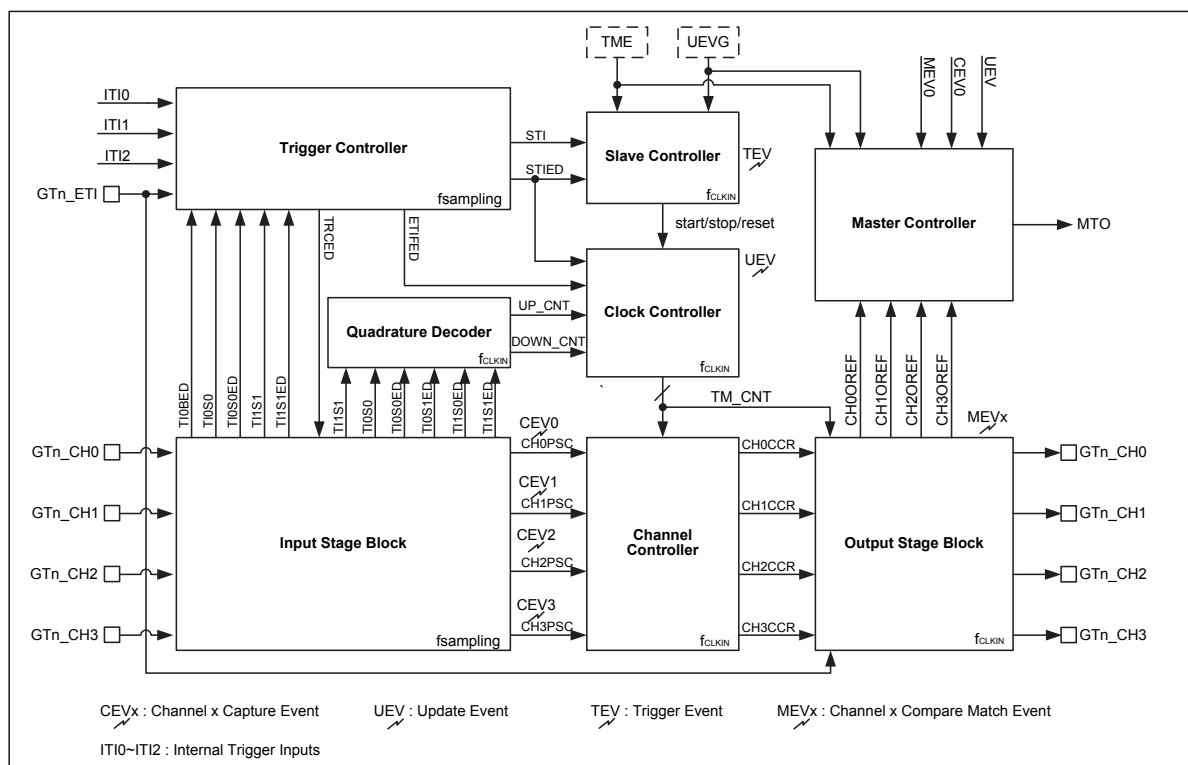 TME
UEVG
MEV0
CEV0
UEV
ITI0
ITI1
ITI2
GTn_ETI
Trigger Controller
fsampling
STI
STIED
Slave Controller
fCLKIN
TEV
start/stop/reset
Master Controller
MTO
TRCED
ETIFED
UEV
Clock Controller
fCLKIN
Quadrature Decoder
fCLKIN
UP_CNT
DOWN_CNT
TI0BED
TI0S0
TI0S0ED
TI1S1
TI1S1ED
TI1S1
TI0S0
TI0S0ED
TI0S1ED
TI1S0ED
TI1S1ED
TM_CNT
CH0OREF
CH1OREF
CH2OREF
CH3OREF
MEVx
GTn_CH0
GTn_CH1
GTn_CH2
GTn_CH3
Input Stage Block
fsampling
CEV0
CH0PSC
CEV1
CH1PSC
CEV2
CH2PSC
CEV3
CH3PSC
Channel
Controller
fCLKIN
CH0CCR
CH1CCR
CH2CCR
CH3CCR
Output Stage Block
fCLKIN
GTn_CH0
GTn_CH1
GTn_CH2
GTn_CH3
CEVx : Channel x Capture Event
UEV : Update Event
TEV : Trigger Event
MEVx : Channel x Compare Match Event
ITI0~ITI2 : Internal Trigger Inputs